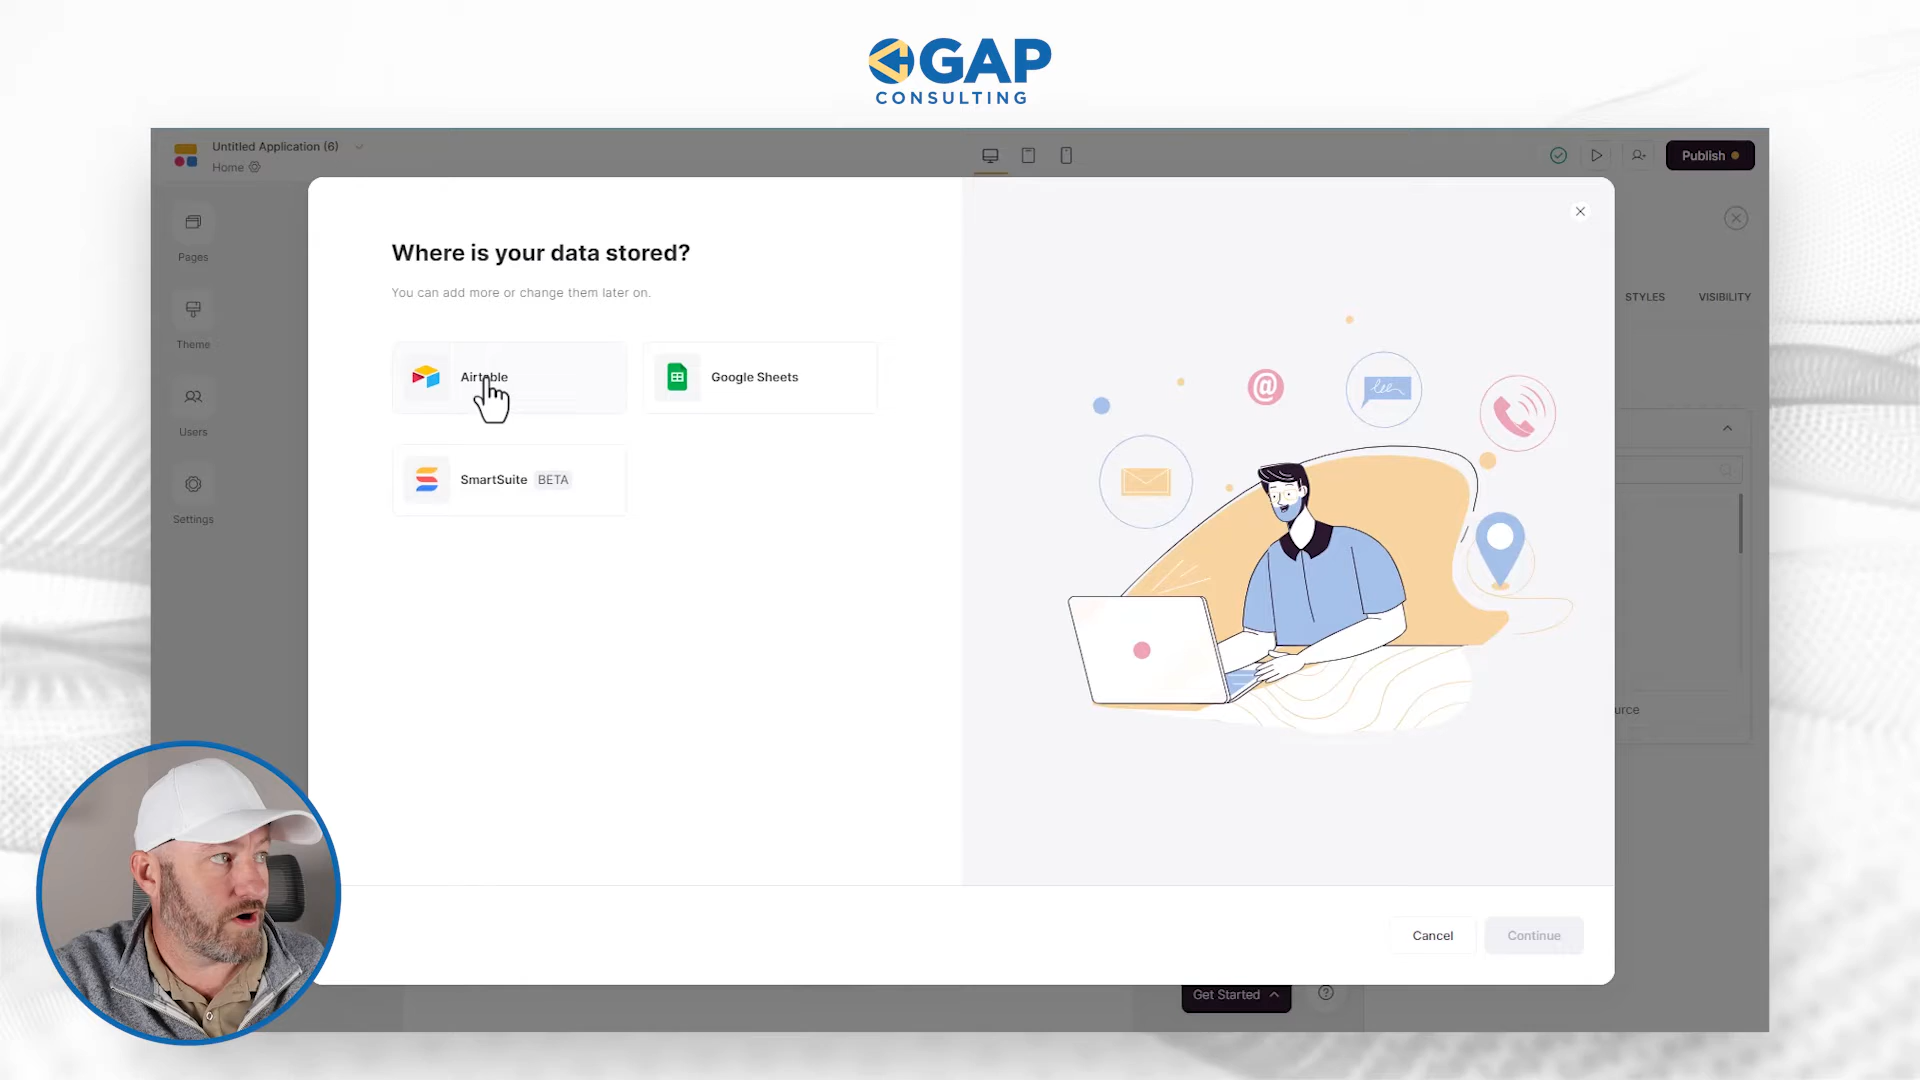 GAP
CONSULTING
Untitled Application (6)
Home
Publish
Pages
Theme
Users
Settings
Where is your data stored?
You can add more or change them later on.
Airtable
Google Sheets
SmartSuite BETA
STYLES
VISIBILITY
urce
Cancel
Continue
Get Started